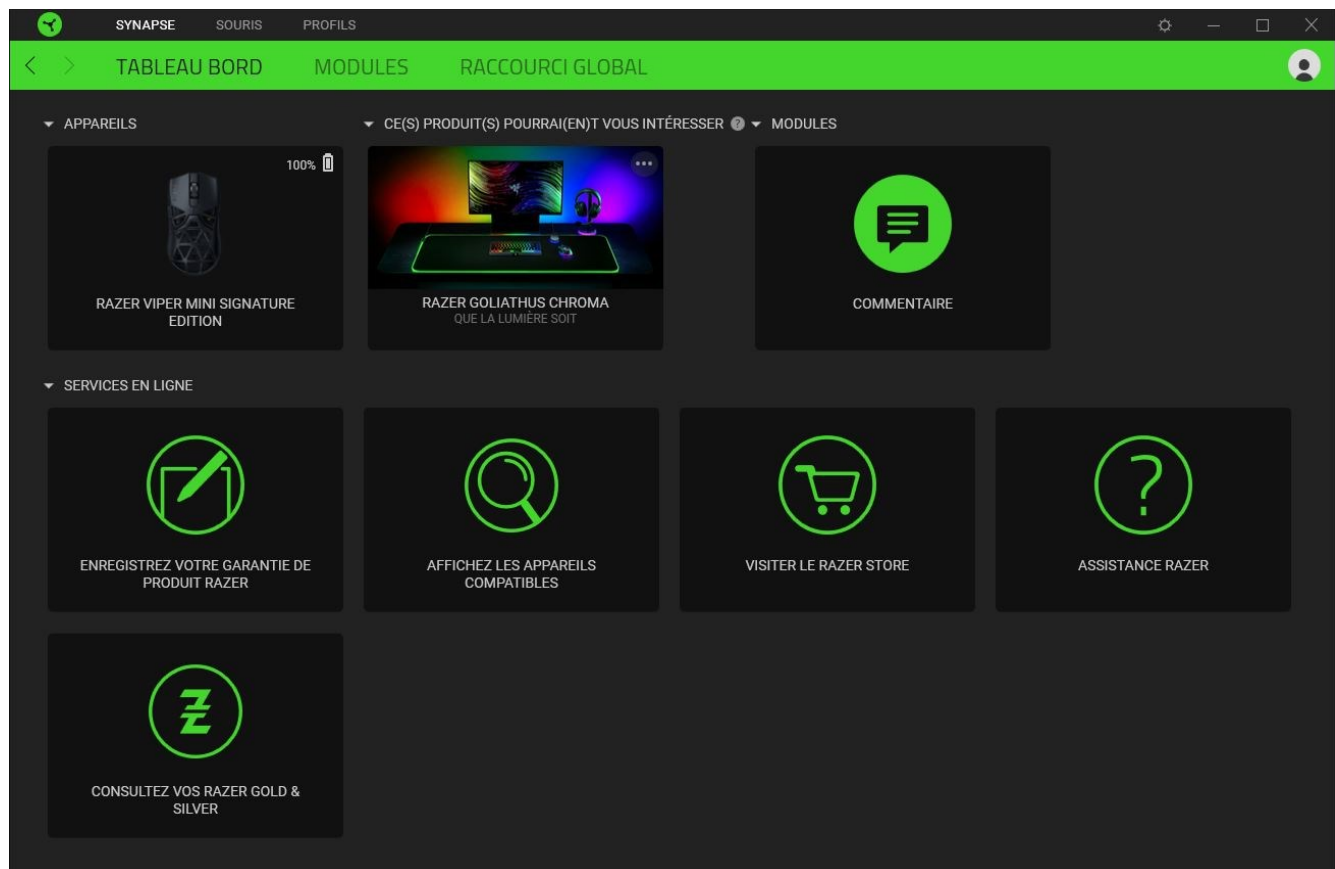 SYNAPSE SOURIS PROFILS
TABLEAU BORD MODULES RACCOURCI GLOBAL
APPAREILS
100%
RAZER VIPER MINI SIGNATURE
EDITION
CE(S) PRODUIT(S) POURRAI(EN)T VOUS INTÉRESSER ?
RAZER GOLIATHUS CHROMA
QUE LA LUMIÈRE SOIT
MODULES
COMMENTAIRE
SERVICES EN LIGNE
ENREGISTREZ VOTRE GARANTIE DE
PRODUIT RAZER
AFFICHEZ LES APPAREILS
COMPATIBLES
VISITER LE RAZER STORE
ASSISTANCE RAZER
CONSULTEZ VOS RAZER GOLD &
SILVER